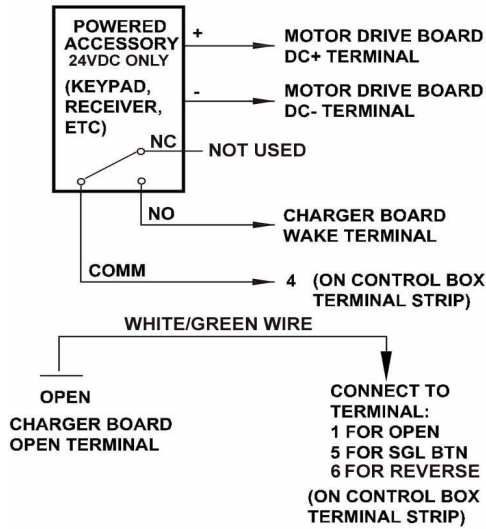 POWERED
ACCESSORY
24VDC ONLY
(KEYPAD,
RECEIVER,
ETC)
+
MOTOR DRIVE BOARD
DC+ TERMINAL
-
MOTOR DRIVE BOARD
DC- TERMINAL
NC
NOT USED
NO
CHARGER BOARD
WAKE TERMINAL
COMM
4 (ON CONTROL BOX
TERMINAL STRIP)
WHITE/GREEN WIRE
OPEN
CHARGER BOARD
OPEN TERMINAL
CONNECT TO
TERMINAL:
1 FOR OPEN
5 FOR SGL BTN
6 FOR REVERSE
(ON CONTROL BOX
TERMINAL STRIP)